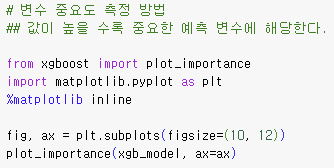 # 변수 중요도 측정 방법
## 값이 높을 수록 중요한 예측 변수에 해당한다.
from xgboost import plot_importance
import matplotlib.pyplot as plt
%matplotlib inline
fig, ax = plt.subplots(figsize=(10, 12))
plot_importance(xgb_model, ax=ax)